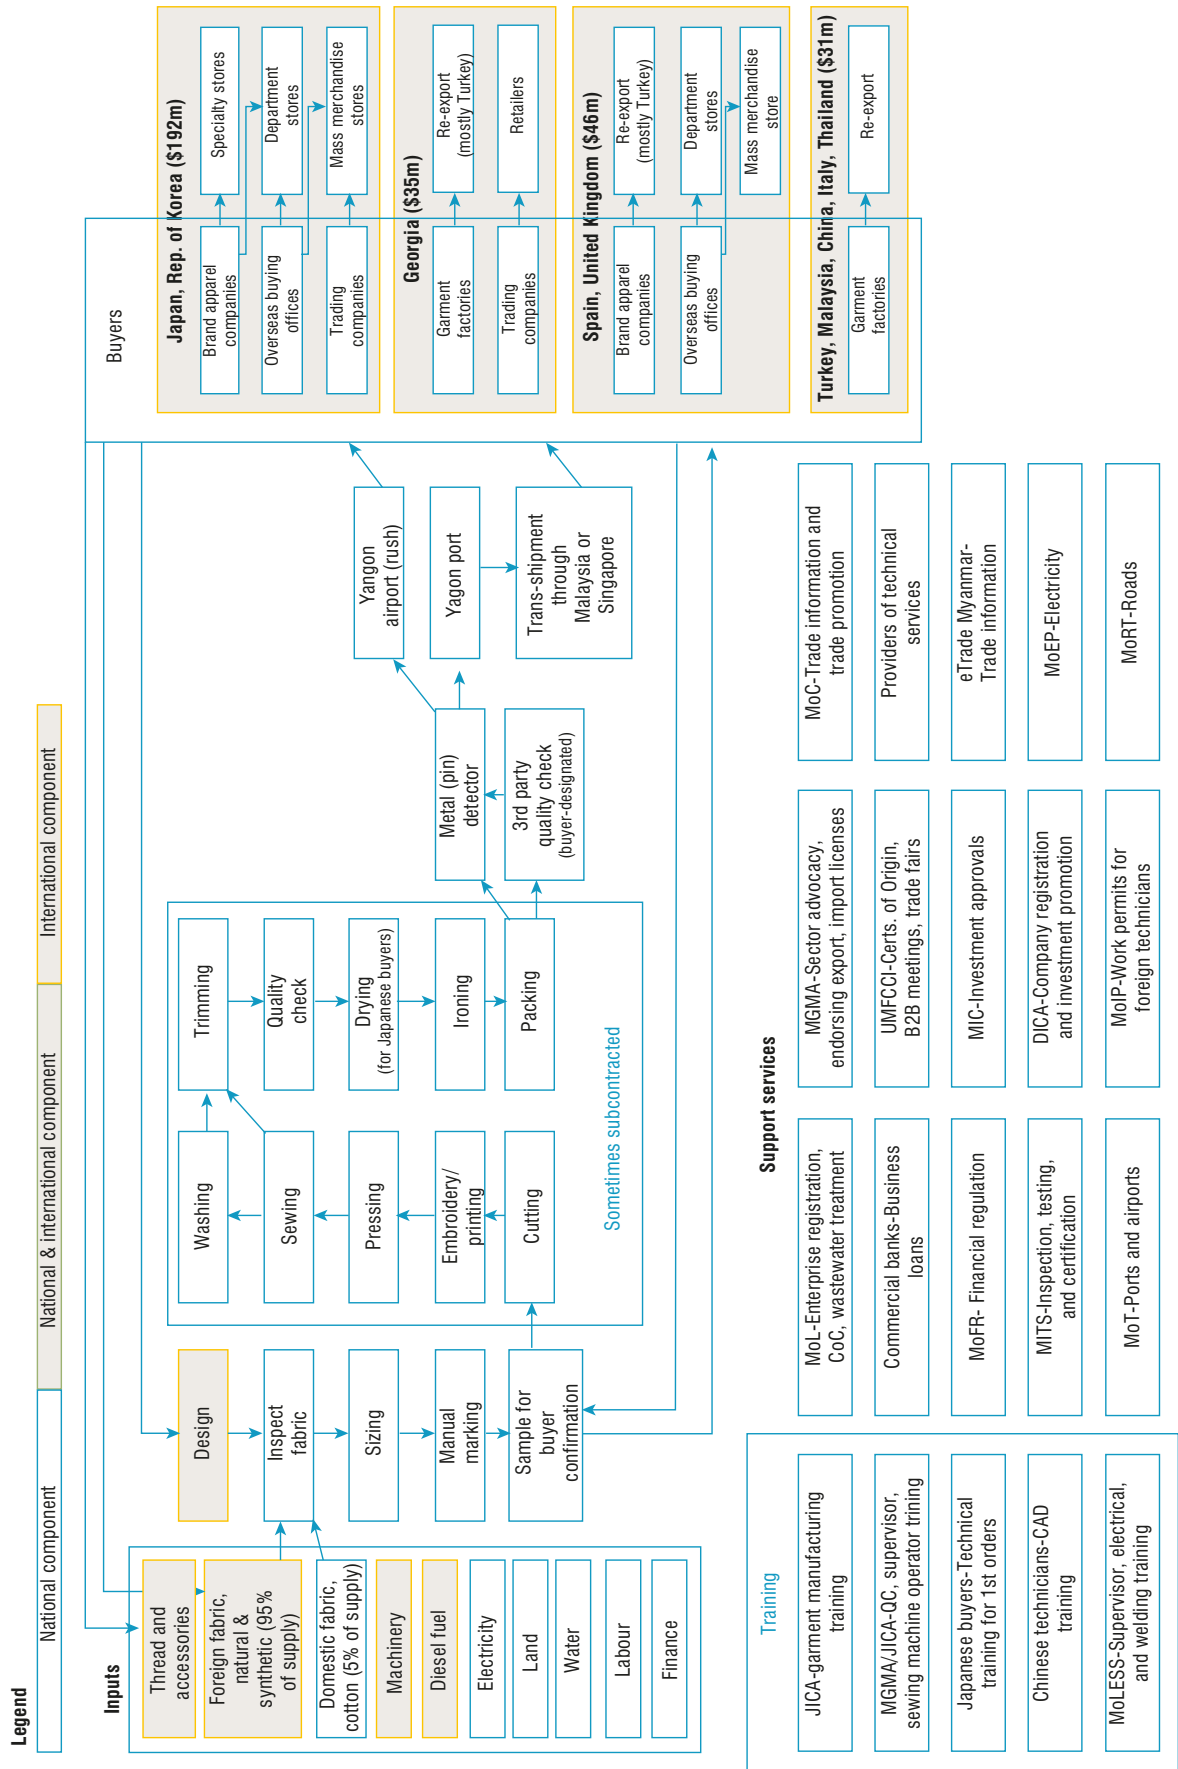 Legend
National component
National & international component
International component
Inputs
Thread and
accessories
Foreign fabric,
natural &
synthetic (95%
of supply)
Domestic fabric,
cotton (5% of supply)
Machinery
Diesel fuel
Electricity
Land
Water
Labour
Finance
Design
Inspect
fabric
Sizing
Manual
marking
Sample for
buyer
confirmation
Washing
Sewing
Pressing
Embroidery/
printing
Cutting
Trimming
Quality
check
Drying
(for Japanese buyers)
Ironing
Packing
Sometimes subcontracted
Metal (pin)
detector
3rd party
quality check
(buyer-designated)
Yangon
airport (rush)
Yagon port
Trans-shipment
through
Malaysia or
Singapore
Buyers
Japan, Rep. of Korea ($192m)
Brand apparel
companies
Specialty stores
Overseas buying
offices
Department
stores
Trading
companies
Mass merchandise
stores
Georgia ($35m)
Garment
factories
Re-export
(mostly Turkey)
Trading
companies
Retailers
Spain, United Kingdom ($46m)
Brand apparel
companies
Re-export
(mostly Turkey)
Overseas buying
offices
Department
stores
Mass merchandise
store
Turkey, Malaysia, China, Italy, Thailand ($31m)
Garment
factories
Re-export
Training
JICA-garment manufacturing
training
MGMA/JICA-QC, supervisor,
sewing machine operator trining
Japanese buyers-Technical
training for 1st orders
Chinese technicians-CAD
training
MoLESS-Supervisor, electrical,
and welding training
Support services
MoL-Enterprise registration,
CoC, wastewater treatment
Commercial banks-Business
loans
MoFR- Financial regulation
MITS-Inspection, testing,
and certification
MoT-Ports and airports
MGMA-Sector advocacy,
endorsing export, import licenses
UMFCCI-Certs. of Origin,
B2B meetings, trade fairs
MIC-Investment approvals
DICA-Company registration
and investment promotion
MoIP-Work permits for
foreign technicians
MoC-Trade information and
trade promotion
Providers of technical
services
eTrade Myanmar-
Trade information
MoEP-Electricity
MoRT-Roads